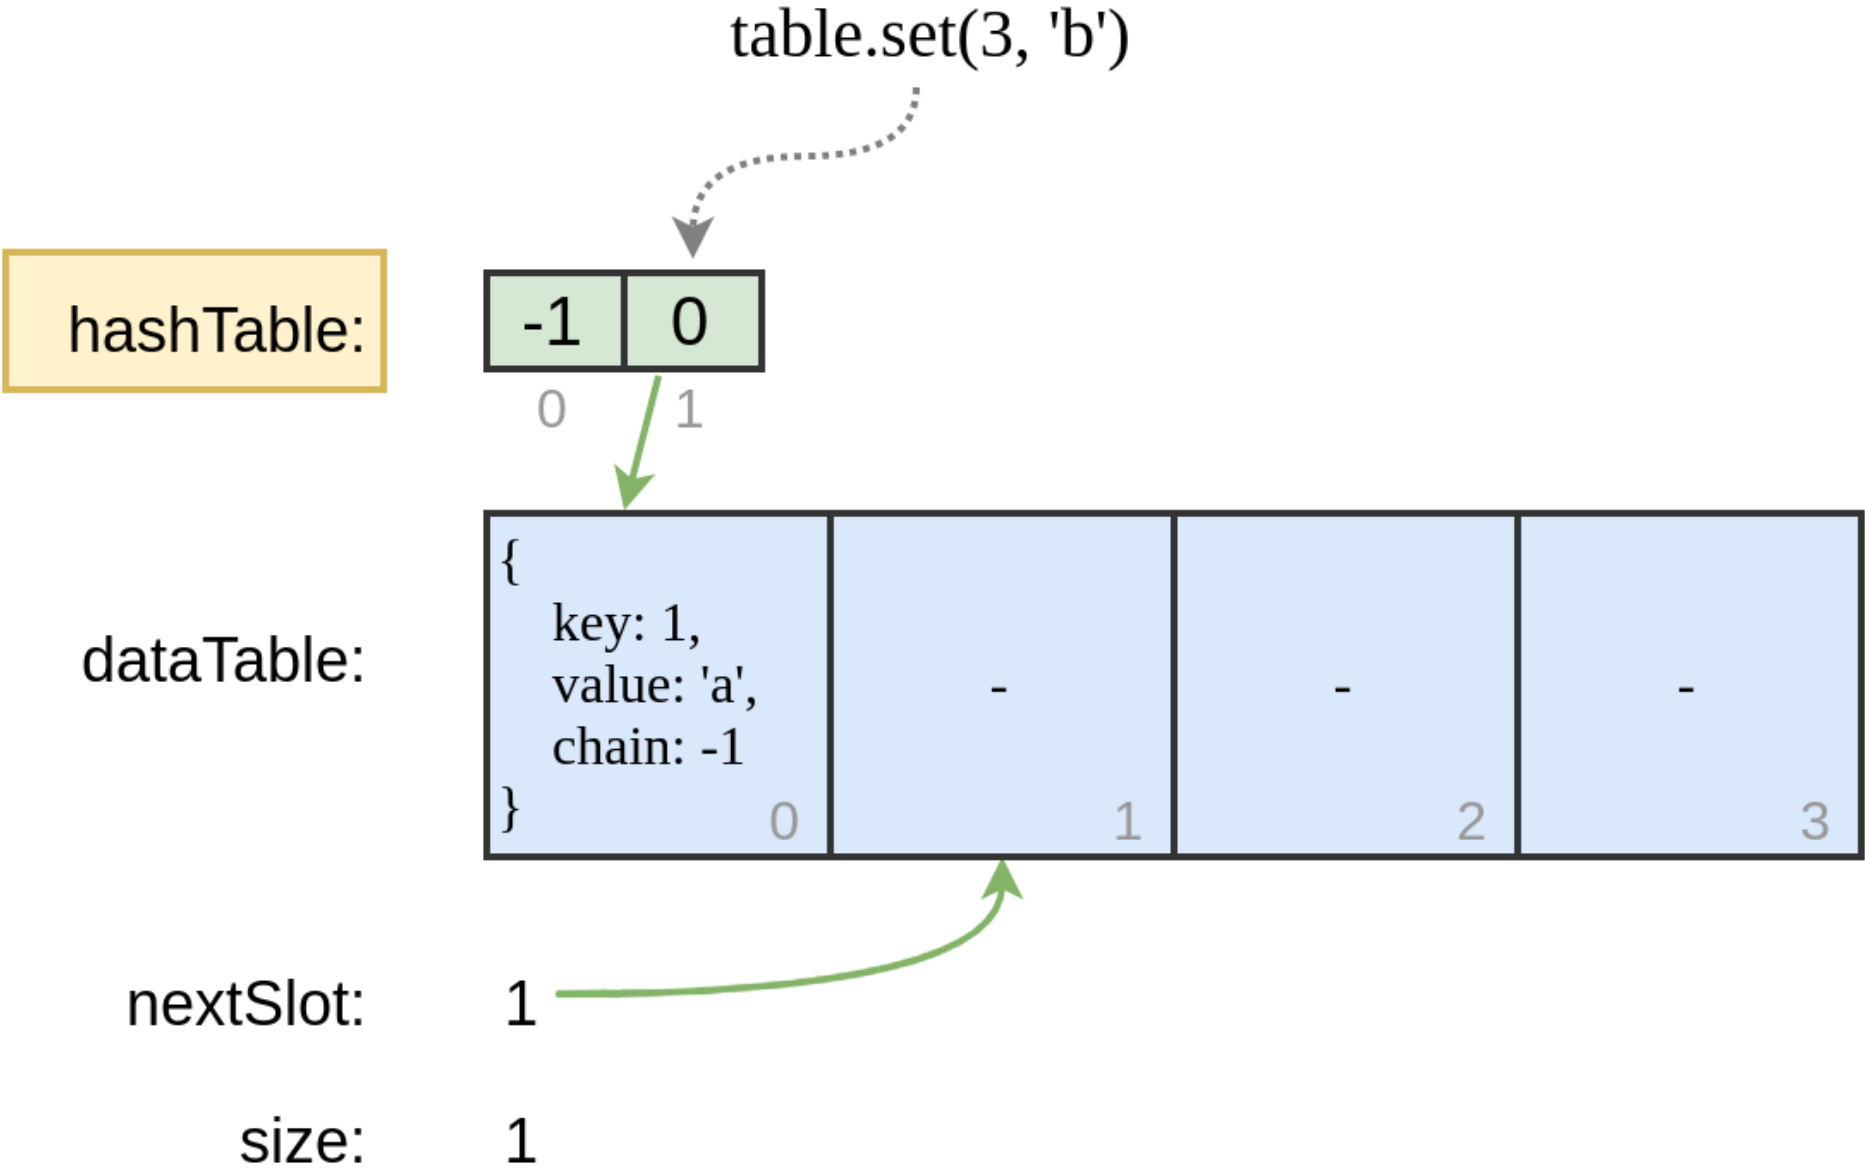 table.set(3, 'b')
hashTable:
-1 0
0 1
dataTable:
{
key: 1,
value: 'a',
chain: -1
}
0
-
1
-
2
-
3
nextSlot: 1
size: 1